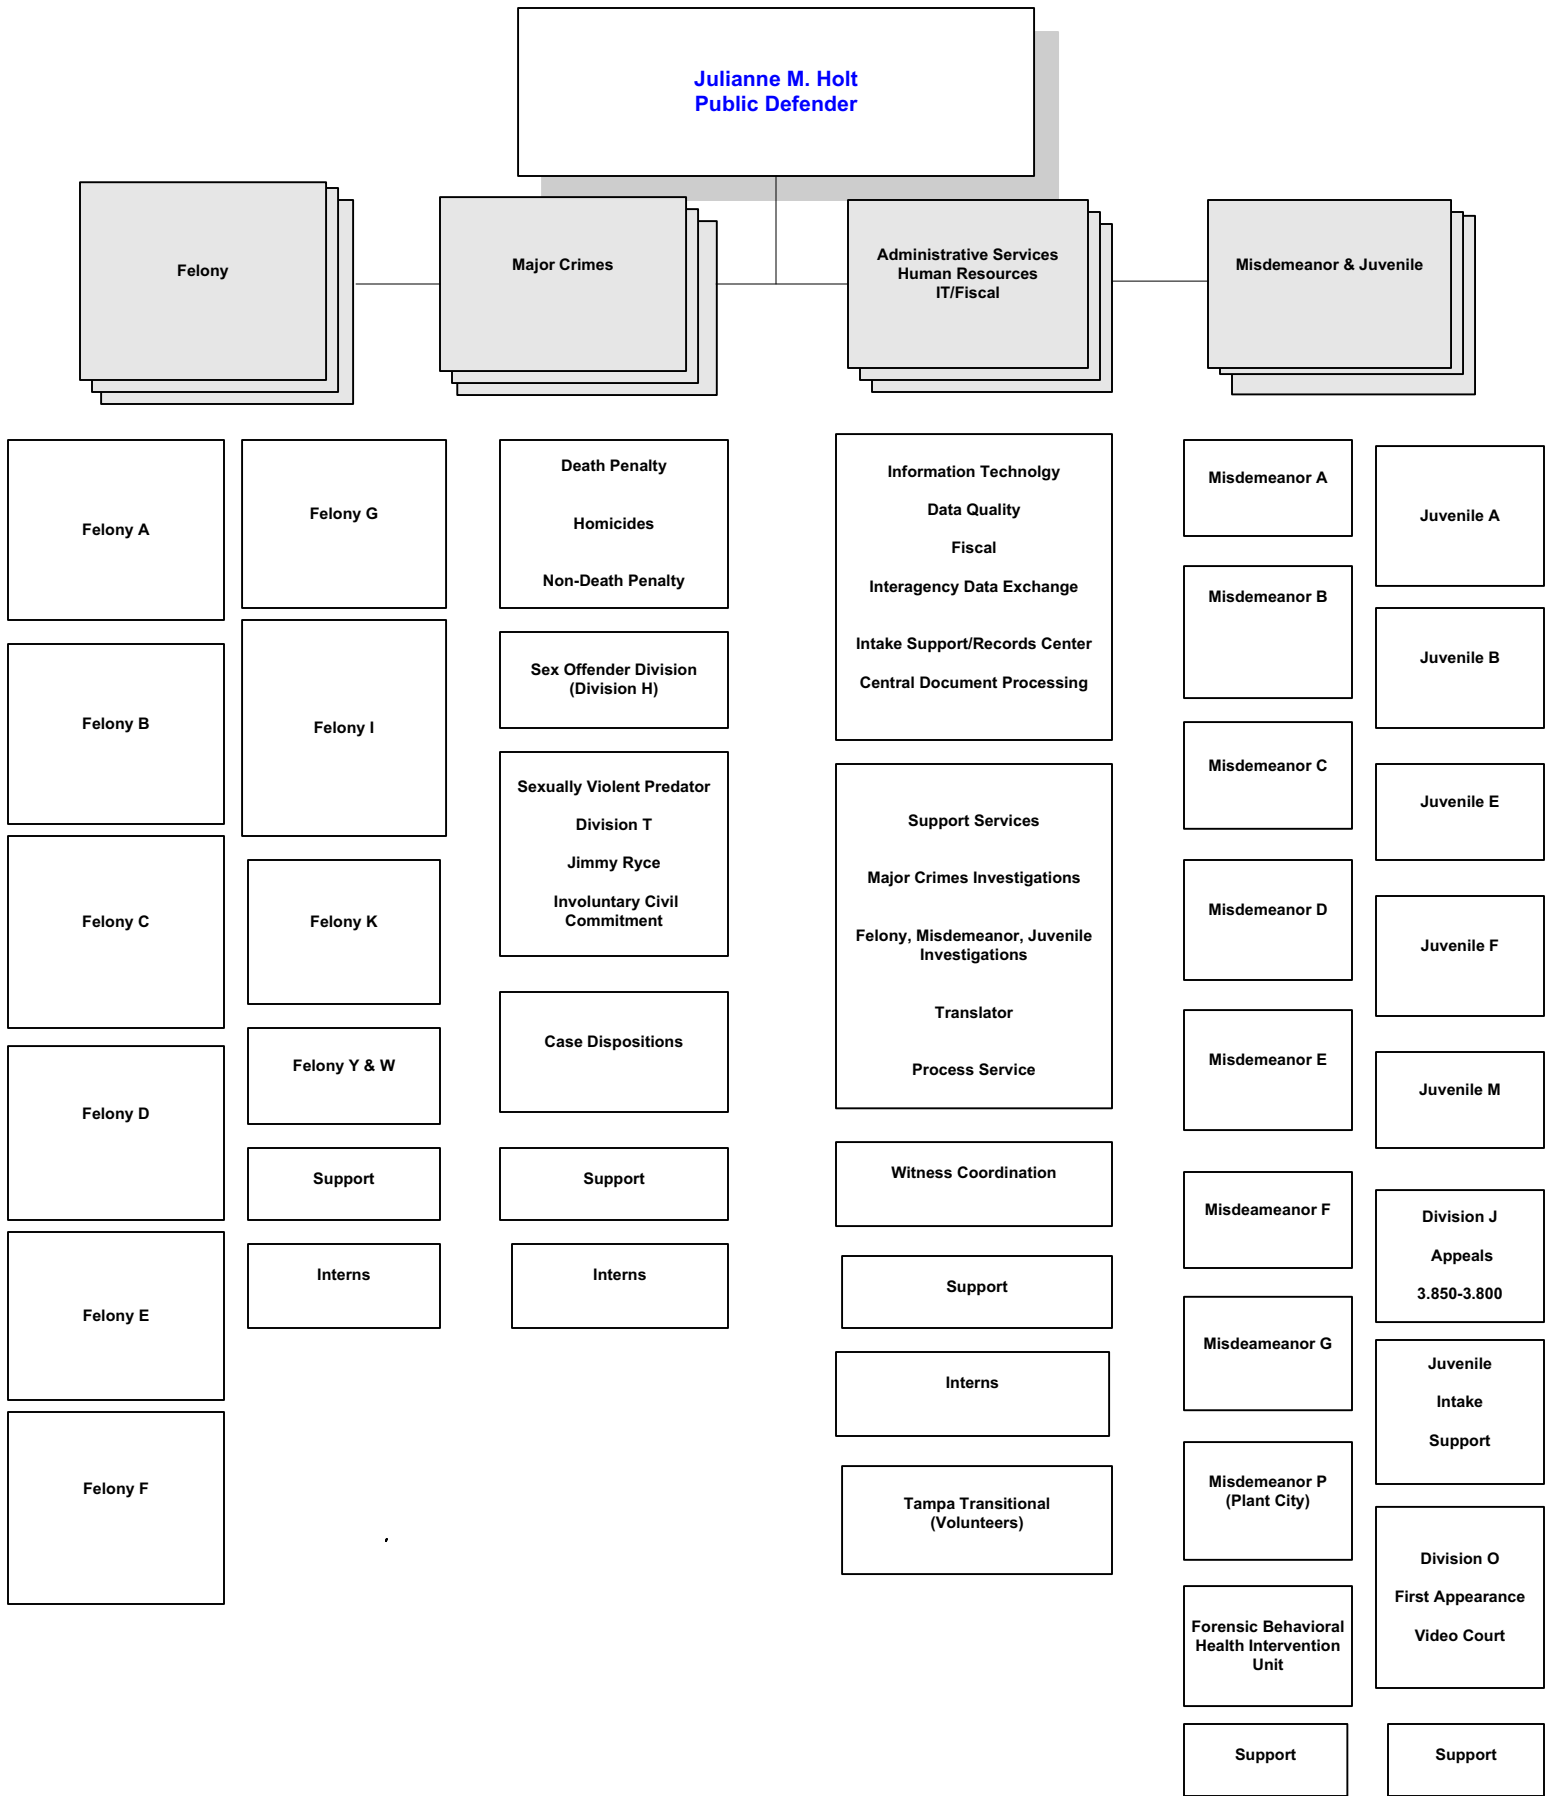 Julianne M. Holt
Public Defender
Felony
Major Crimes
Administrative Services
Human Resources
IT/Fiscal
Misdemeanor & Juvenile
Felony A
Felony B
Felony C
Felony D
Felony E
Felony F
Felony G
Felony I
Felony K
Felony Y & W
Support
Interns
Death Penalty
Homicides
Non-Death Penalty
Sex Offender Division
(Division H)
Sexually Violent Predator
Division T
Jimmy Ryce
Involuntary Civil
Commitment
Case Dispositions
Support
Interns
Information Technolgy
Data Quality
Fiscal
Interagency Data Exchange
Intake Support/Records Center
Central Document Processing
Support Services
Major Crimes Investigations
Felony, Misdemeanor, Juvenile
Investigations
Translator
Process Service
Witness Coordination
Support
Interns
Tampa Transitional
(Volunteers)
Misdemeanor A
Misdemeanor B
Misdemeanor C
Misdemeanor D
Misdemeanor E
Misdeameanor F
Misdeameanor G
Misdemeanor P
(Plant City)
Forensic Behavioral
Health Intervention
Unit
Support
Juvenile A
Juvenile B
Juvenile E
Juvenile F
Juvenile M
Division J
Appeals
3.850-3.800
Juvenile
Intake
Support
Division O
First Appearance
Video Court
Support